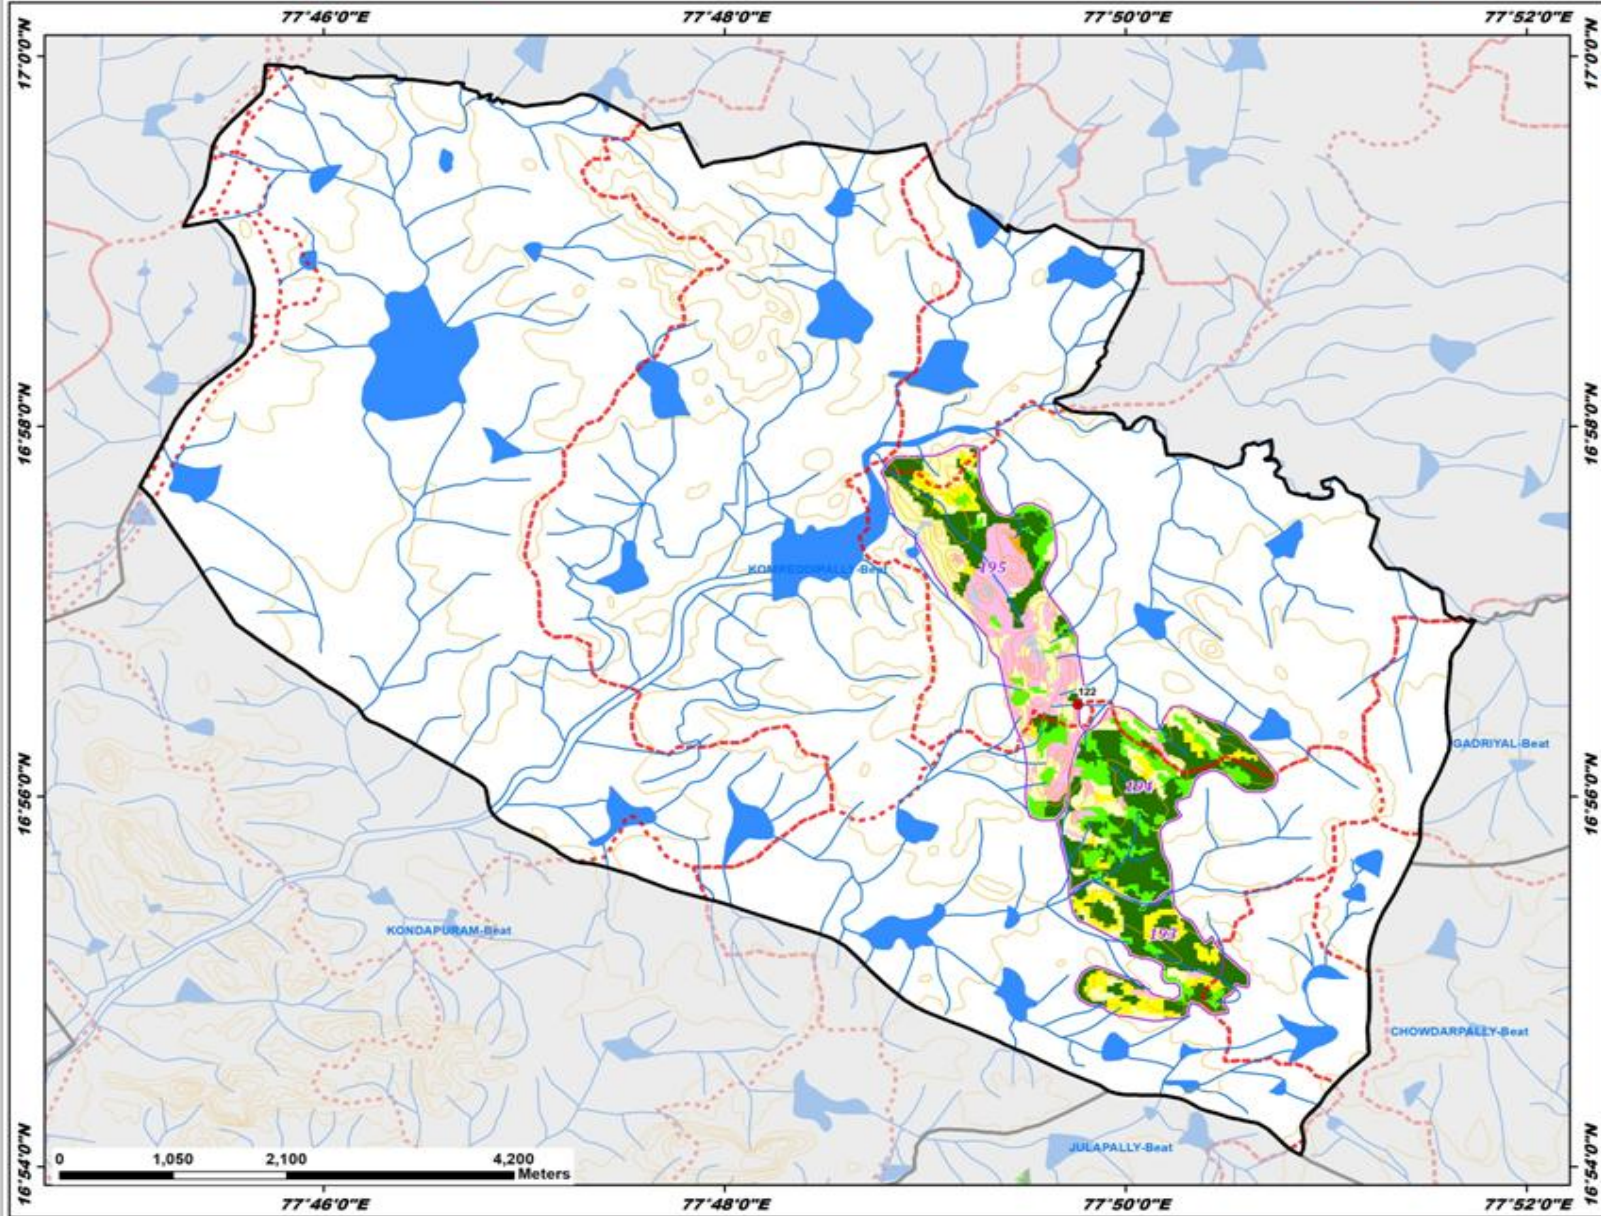 77°46'0"E
77°48'0"E
77°50'0"E
77°52'0"E
17°0'0"N
17°0'0"N
16°58'0"N
16°58'0"N
KOMREDDIPALLY-Beat
195
122
GADRIYAL-Beat
194
16°56'0"N
16°56'0"N
KONDAPURAM-Beat
193
CHOWDARPALLY-Beat
JULAPALLY-Beat
16°54'0"N
16°54'0"N
0 1,050 2,100 4,200
Meters
77°46'0"E
77°48'0"E
77°50'0"E
77°52'0"E